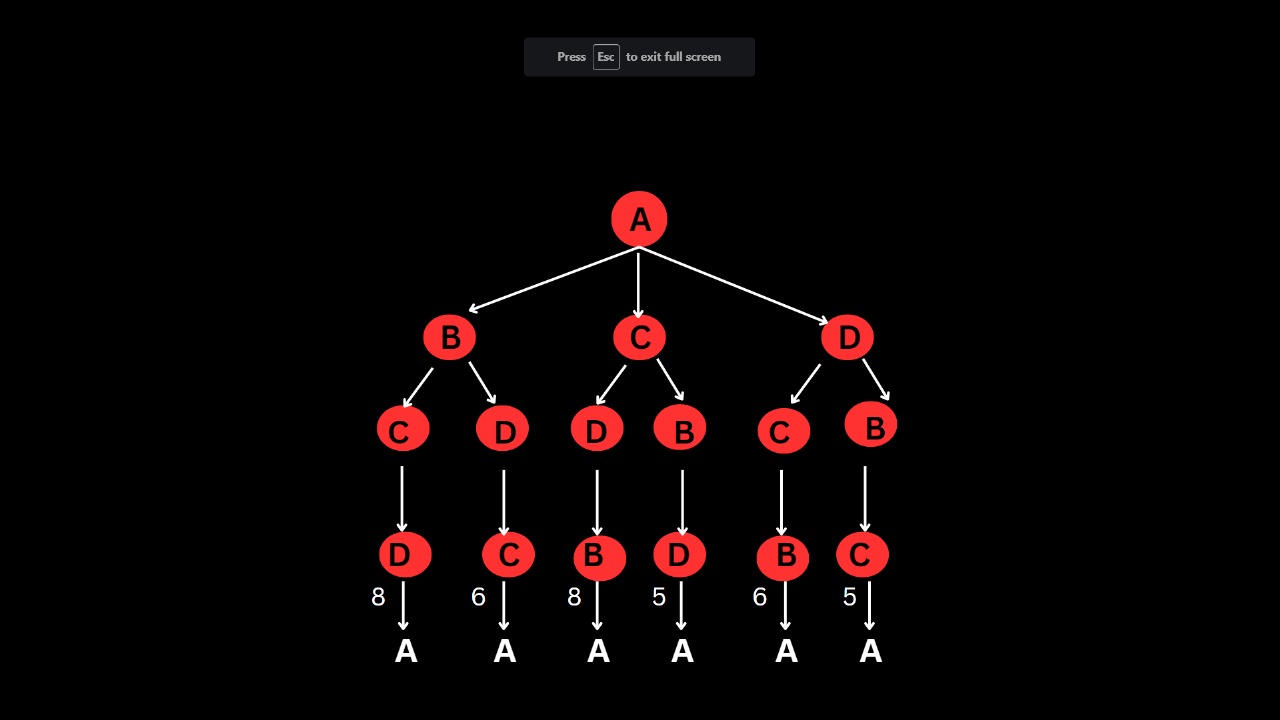 Press Esc to exit full screen
A
B C D
C D D B C B
D C B D B C
8 6 8 5 6 5
A A A A A A